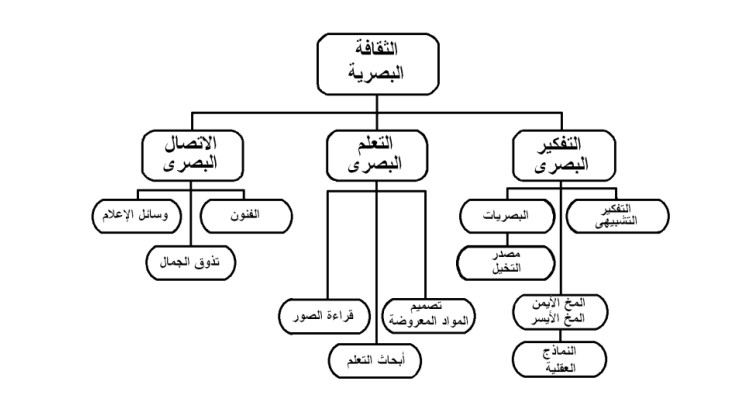 الثقافة
البصرية
التفكير
البصرى
التعلم
البصرى
الاتصال
البصرى
التفكير
التشبيهى
البصريات
الفنون
وسائل الإعلام
مصدر
التخيل
تذوق الجمال
المخ الأيمن
المخ الأيسر
تصميم
المواد المعروضة
قراءة الصور
النماذج
العقلية
أبحاث التعلم